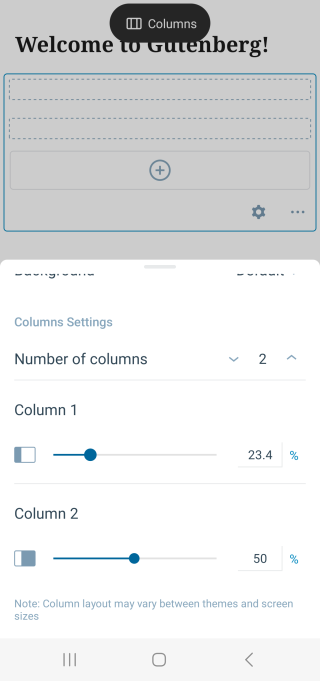 Columns
Welcome to Gutenberg!
Background Default
Columns Settings
Number of columns 2
Column 1
23.4 %
Column 2
50 %
Note: Column layout may vary between themes and screen
sizes